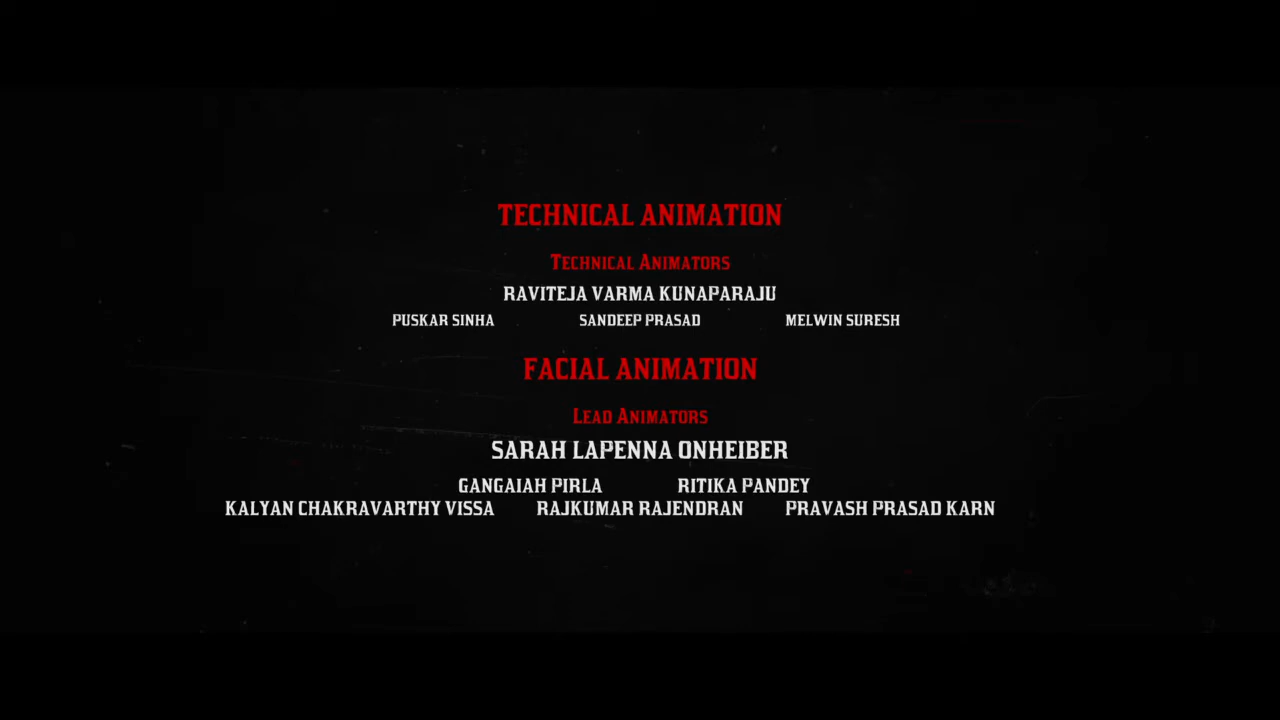 TECHNICAL ANIMATION
TECHNICAL ANIMATORS
RAVITEJA VARMA KUNAPARAJU
PUSKAR SINHA SANDEEP PRASAD MELWIN SURESH
FACIAL ANIMATION
LEAD ANIMATORS
SARAH LAPENNA ONHEIBER
GANGAIAH PIRLA RITIKA PANDEY
KALYAN CHAKRAVARTHY VISSA RAJKUMAR RAJENDRAN PRAVASH PRASAD KARN